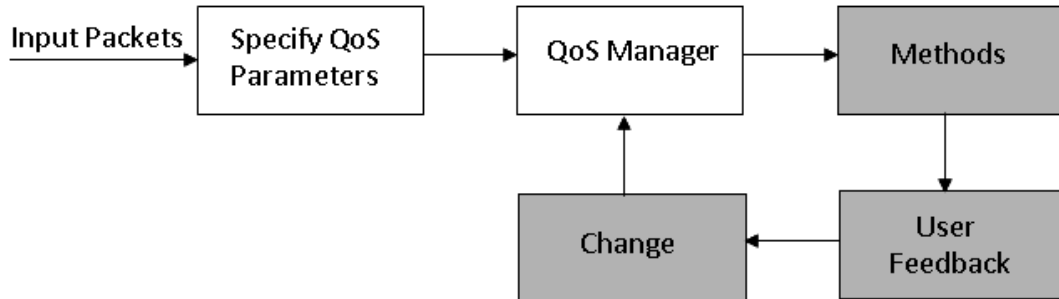 Input Packets
Specify QoS
Parameters
QoS Manager
Methods
Change
User
Feedback